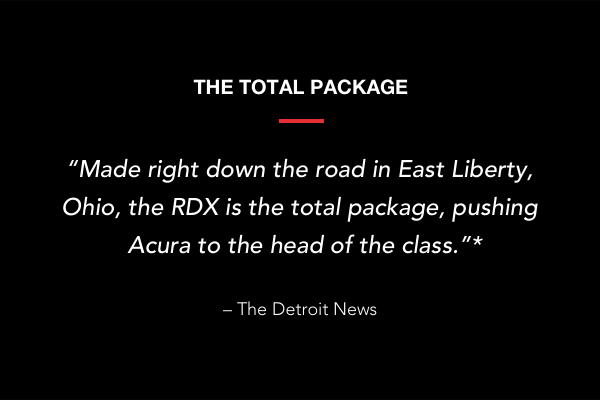 THE TOTAL PACKAGE
“Made right down the road in East Liberty,
Ohio, the RDX is the total package, pushing
Acura to the head of the class.”*
– The Detroit News